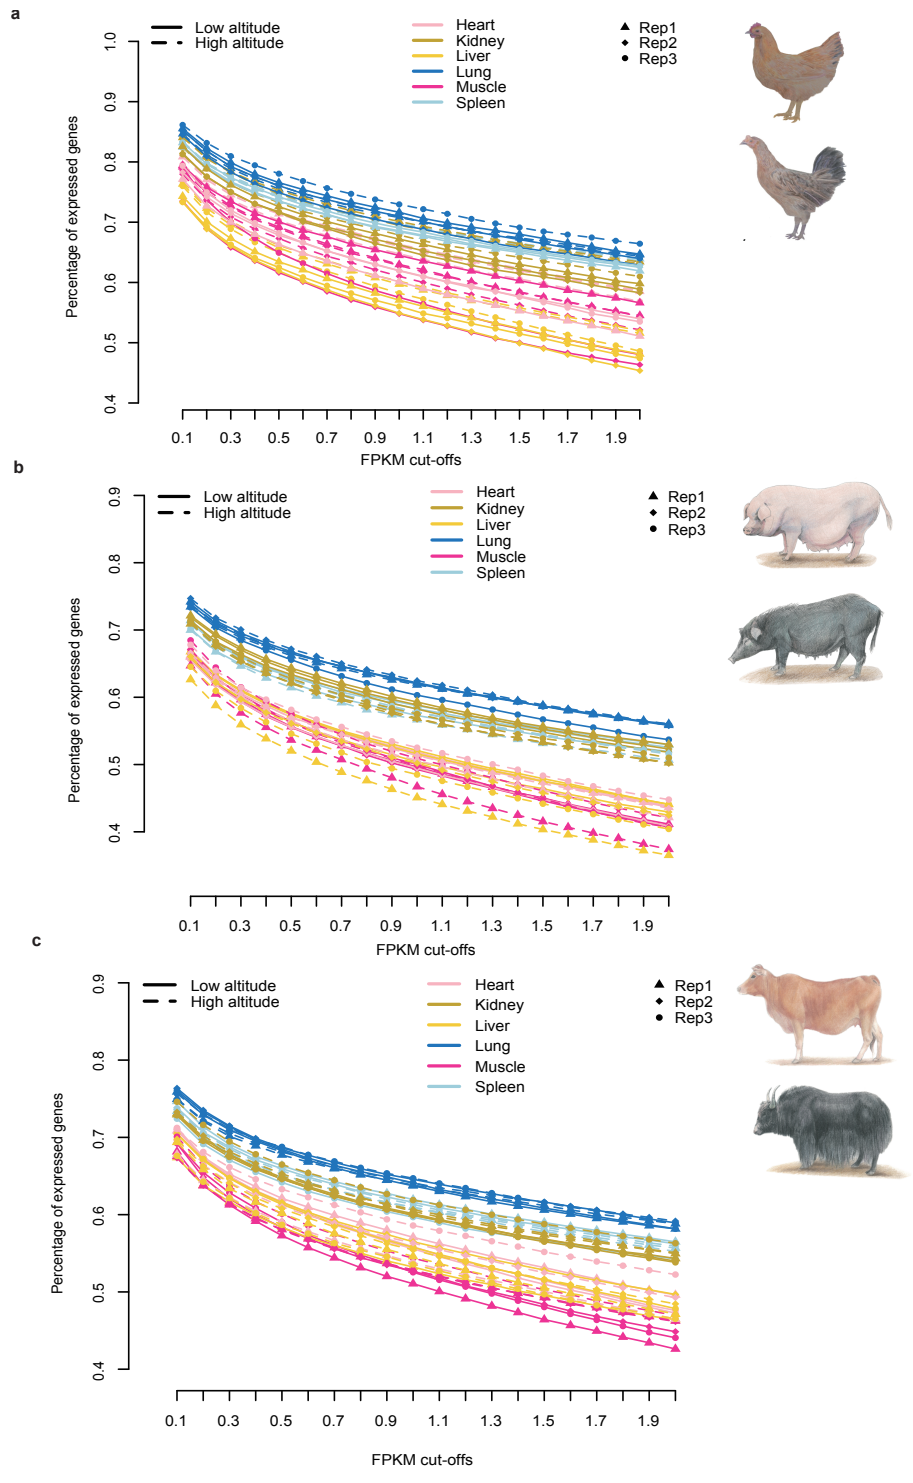 a
Low altitude
High altitude
Heart
Kidney
Liver
Lung
Muscle
Spleen
Rep1
Rep2
Rep3
Percentage of expressed genes
1.0
0.9
0.8
0.7
0.6
0.5
0.4
0.1 0.3 0.5 0.7 0.9 1.1 1.3 1.5 1.7 1.9
FPKM cut-offs
b
Low altitude
High altitude
Heart
Kidney
Liver
Lung
Muscle
Spleen
Rep1
Rep2
Rep3
Percentage of expressed genes
0.9
0.8
0.7
0.6
0.5
0.4
0.1 0.3 0.5 0.7 0.9 1.1 1.3 1.5 1.7 1.9
FPKM cut-offs
c
Low altitude
High altitude
Heart
Kidney
Liver
Lung
Muscle
Spleen
Rep1
Rep2
Rep3
Percentage of expressed genes
0.9
0.8
0.7
0.6
0.5
0.4
0.1 0.3 0.5 0.7 0.9 1.1 1.3 1.5 1.7 1.9
FPKM cut-offs